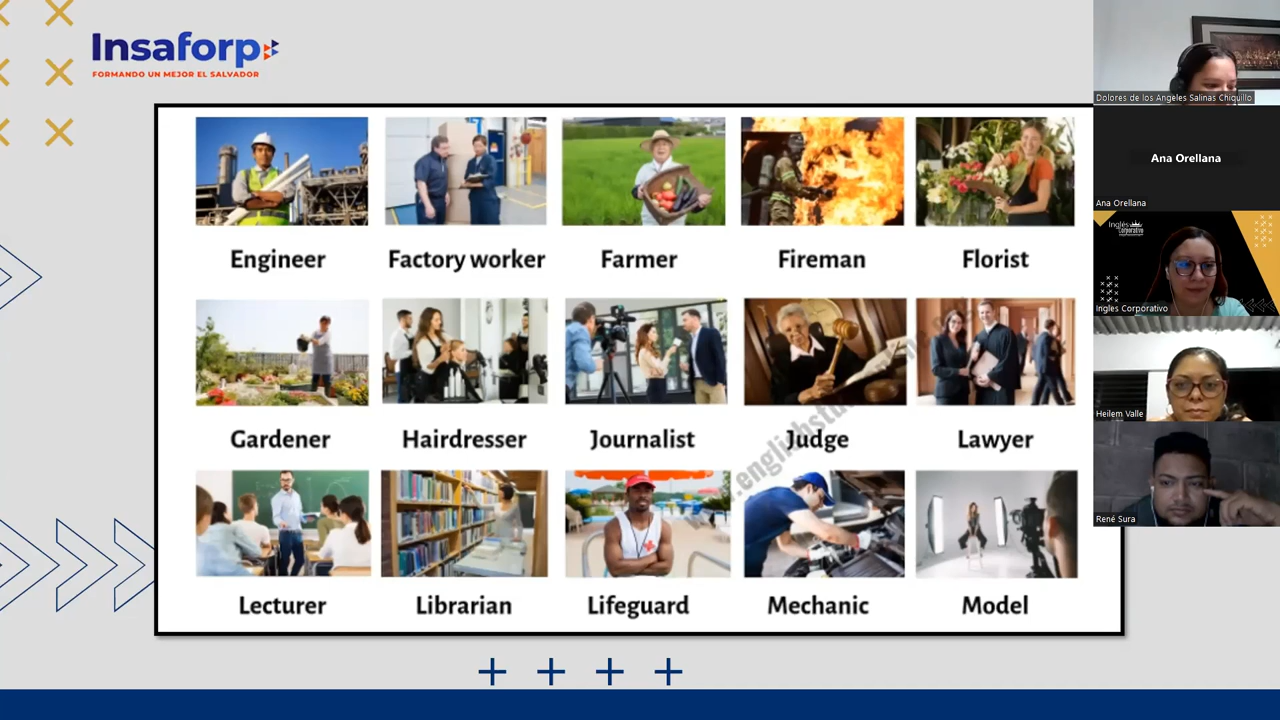 Insaforp
FORMANDO UN MEJOR EL SALVADOR
Engineer
Factory worker
Farmer
Fireman
Florist
Gardener
Hairdresser
Journalist
Judge
Lawyer
Lecturer
Librarian
Lifeguard
Mechanic
Model
Dolores de los Angeles Salinas Chiquillo
Ana Orellana
Ana Orellana
Inglés
Corporativo
Ingles Corporativo
Heilem Valle
René Sura